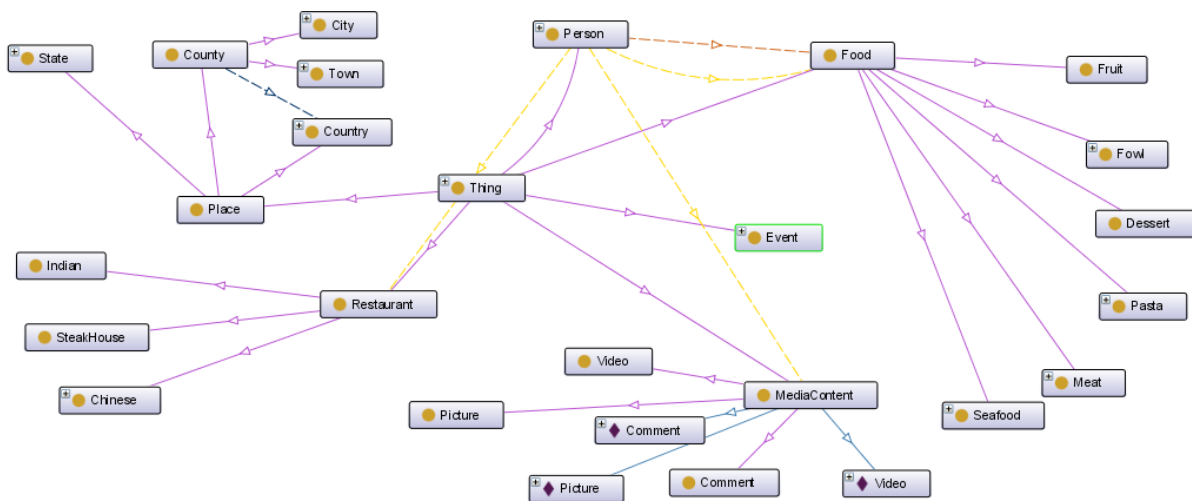 City
Person
State
County
Food
Town
Fruit
Country
Fowl
Thing
Place
Dessert
Event
Indian
Restaurant
Pasta
SteakHouse
Video
Meat
Chinese
MediaContent
Picture
Seafood
Comment
Picture
Comment
Video